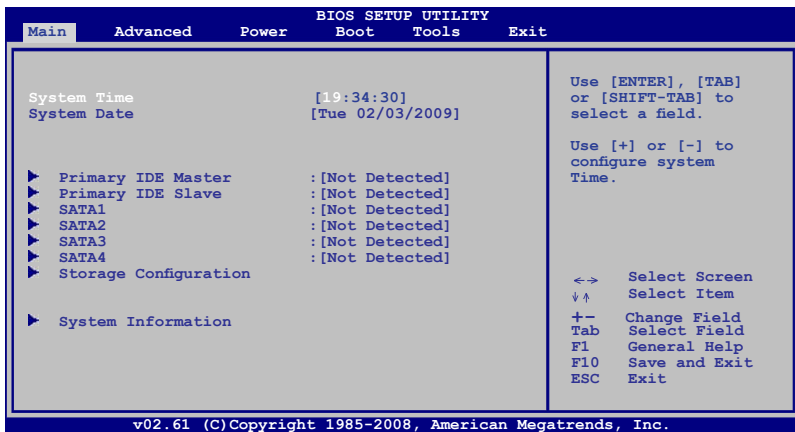 BIOS SETUP UTILITY
Main Advanced Power Boot Tools Exit
System Time [19:34:30]
System Date [Tue 02/03/2009]
Primary IDE Master :[Not Detected]
Primary IDE Slave :[Not Detected]
SATA1 :[Not Detected]
SATA2 :[Not Detected]
SATA3 :[Not Detected]
SATA4 :[Not Detected]
Storage Configuration
System Information
Use [ENTER], [TAB]
or [SHIFT-TAB] to
select a field.
Use [+] or [-] to
configure system
Time.
←→ Select Screen
↓↑ Select Item
+- Change Field
Tab Select Field
F1 General Help
F10 Save and Exit
ESC Exit
v02.61 (C)Copyright 1985-2008, American Megatrends, Inc.